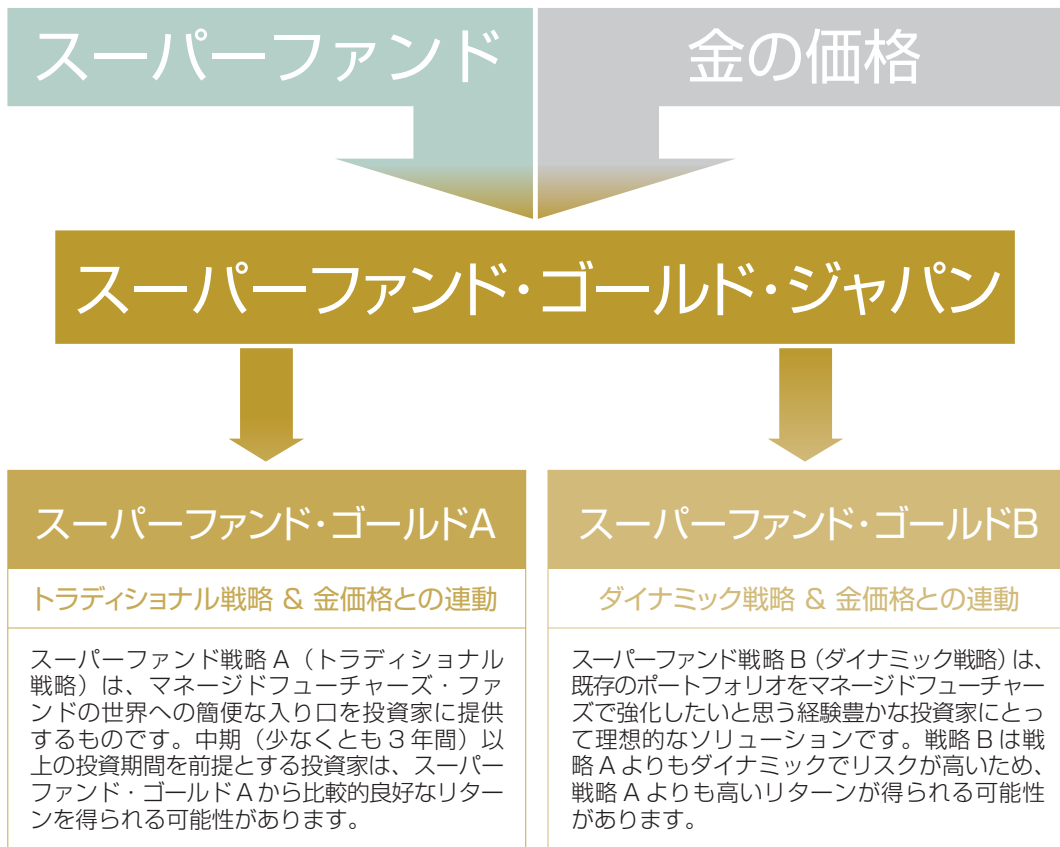 スーパーファンド
金の価格
スーパーファンド・ゴールド・ジャパン
スーパーファンド・ゴールドA
トラディショナル戦略 & 金価格との連動
スーパーファンド戦略 A（トラディショナル
戦略）は、マネージドフューチャーズ・ファ
ンドの世界への簡便な入り口を投資家に提供
するものです。中期（少なくとも 3 年間）以
上の投資期間を前提とする投資家は、スーパー
ファンド・ゴールド A から比較的良好なリター
ンを得られる可能性があります。
スーパーファンド・ゴールドB
ダイナミック戦略 & 金価格との連動
スーパーファンド戦略 B（ダイナミック戦略）は、
既存のポートフォリオをマネージドフューチャー
ズで強化したいと思う経験豊かな投資家にとっ
て理想的なソリューションです。戦略 B は戦
略 A よりもダイナミックでリスクが高いため、
戦略 A よりも高いリターンが得られる可能性
があります。